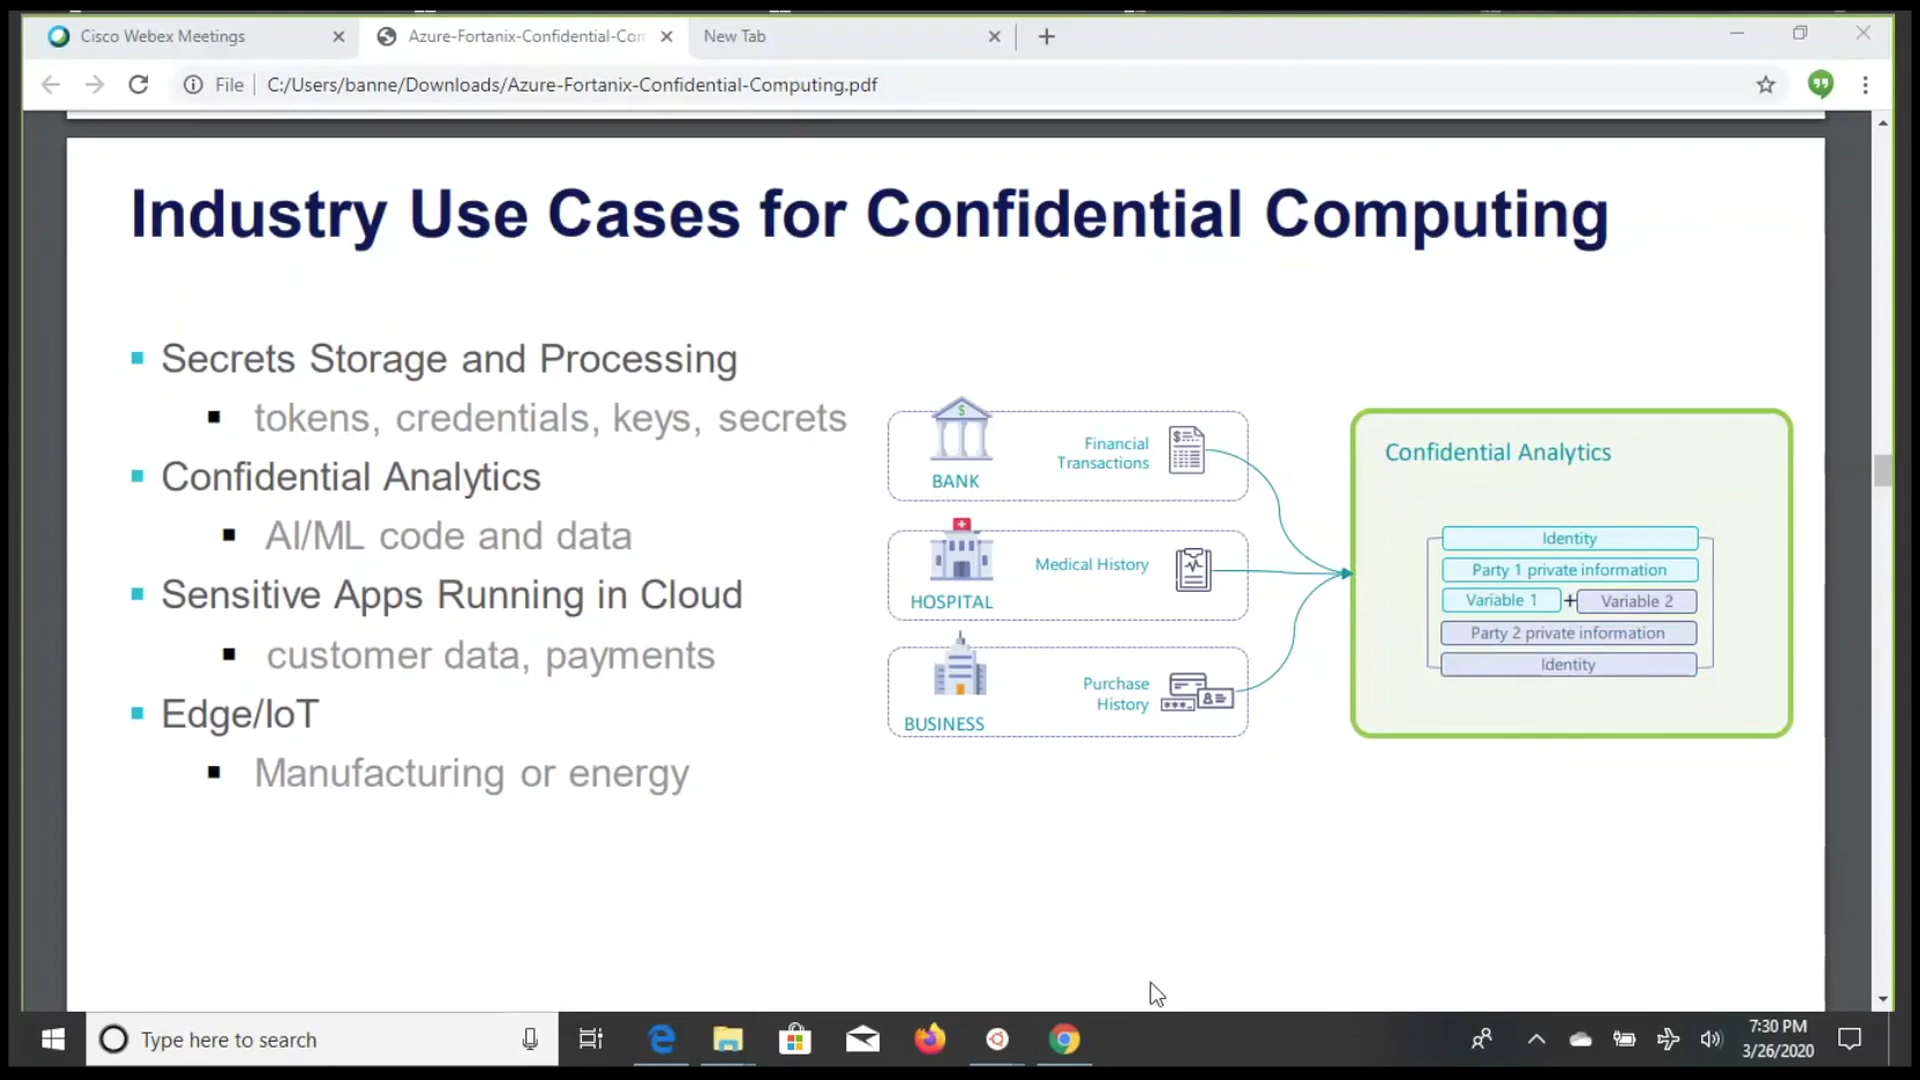 Cisco Webex Meetings
Azure-Fortanix-Confidential-Con
New Tab
File
C:/Users/banne/Downloads/Azure-Fortanix-Confidential-Computing.pdf
Industry Use Cases for Confidential Computing
Secrets Storage and Processing
tokens, credentials, keys, secrets
Confidential Analytics
AI/ML code and data
Sensitive Apps Running in Cloud
customer data, payments
Edge/IoT
Manufacturing or energy
BANK
Financial
Transactions
HOSPITAL
Medical History
BUSINESS
Purchase
History
Confidential Analytics
Identity
Party 1 private information
Variable 1 + Variable 2
Party 2 private information
Identity
Type here to search
7:30 PM
3/26/2020